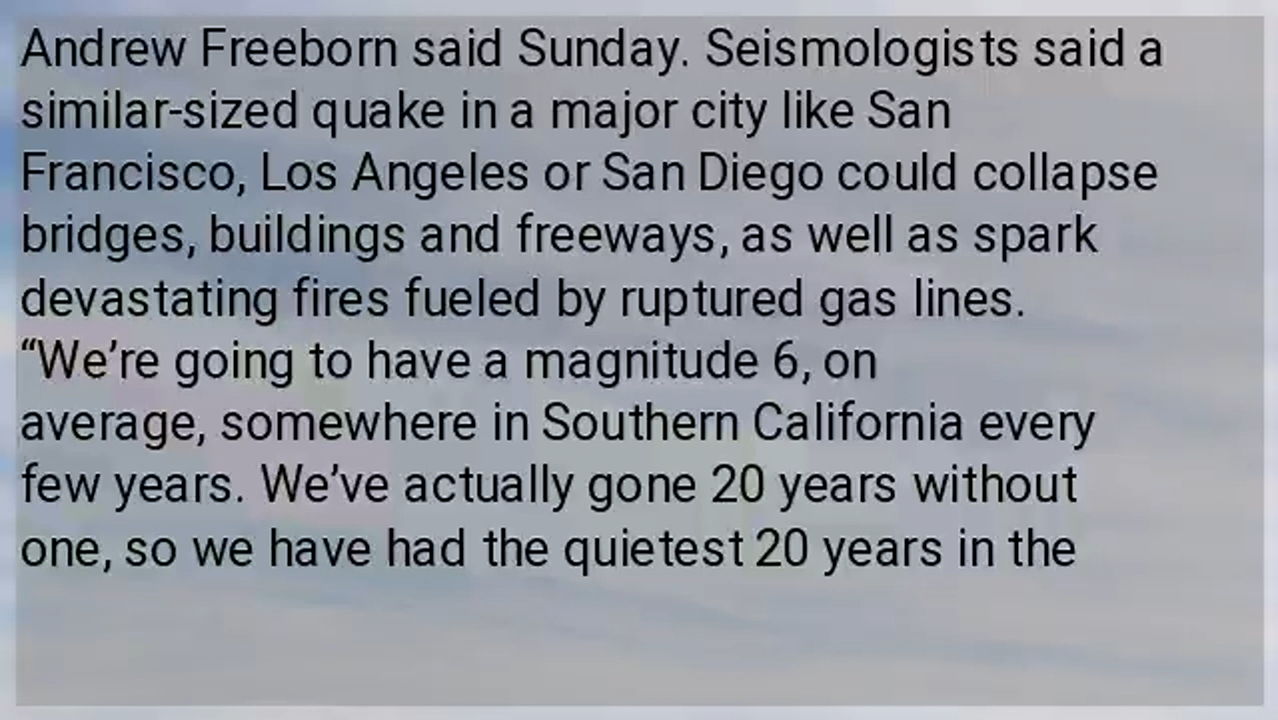 Andrew Freeborn said Sunday. Seismologists said a
similar-sized quake in a major city like San
Francisco, Los Angeles or San Diego could collapse
bridges, buildings and freeways, as well as spark
devastating fires fueled by ruptured gas lines.
“We’re going to have a magnitude 6, on
average, somewhere in Southern California every
few years. We’ve actually gone 20 years without
one, so we have had the quietest 20 years in the